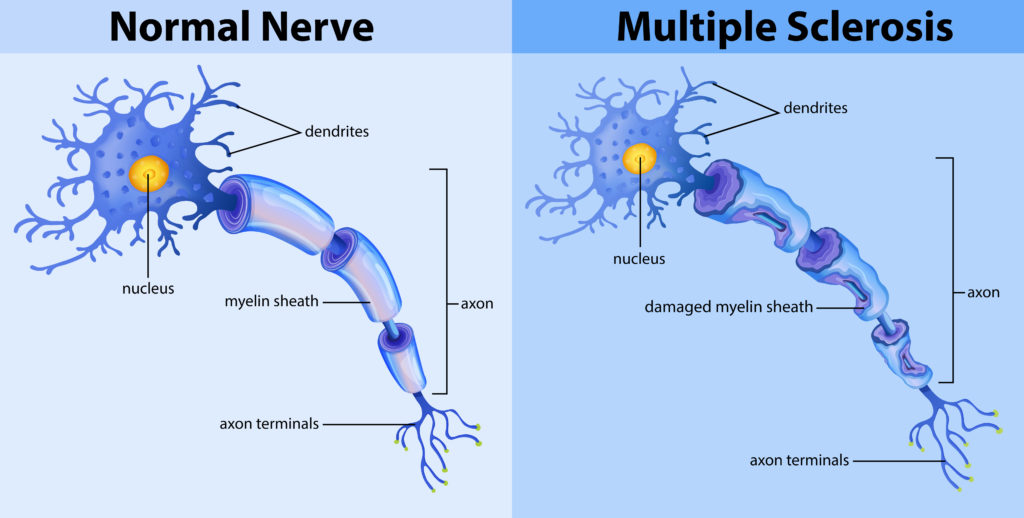 Normal Nerve
dendrites
nucleus
myelin sheath
axon
axon terminals
Multiple Sclerosis
dendrites
nucleus
damaged myelin sheath
axon
axon terminals